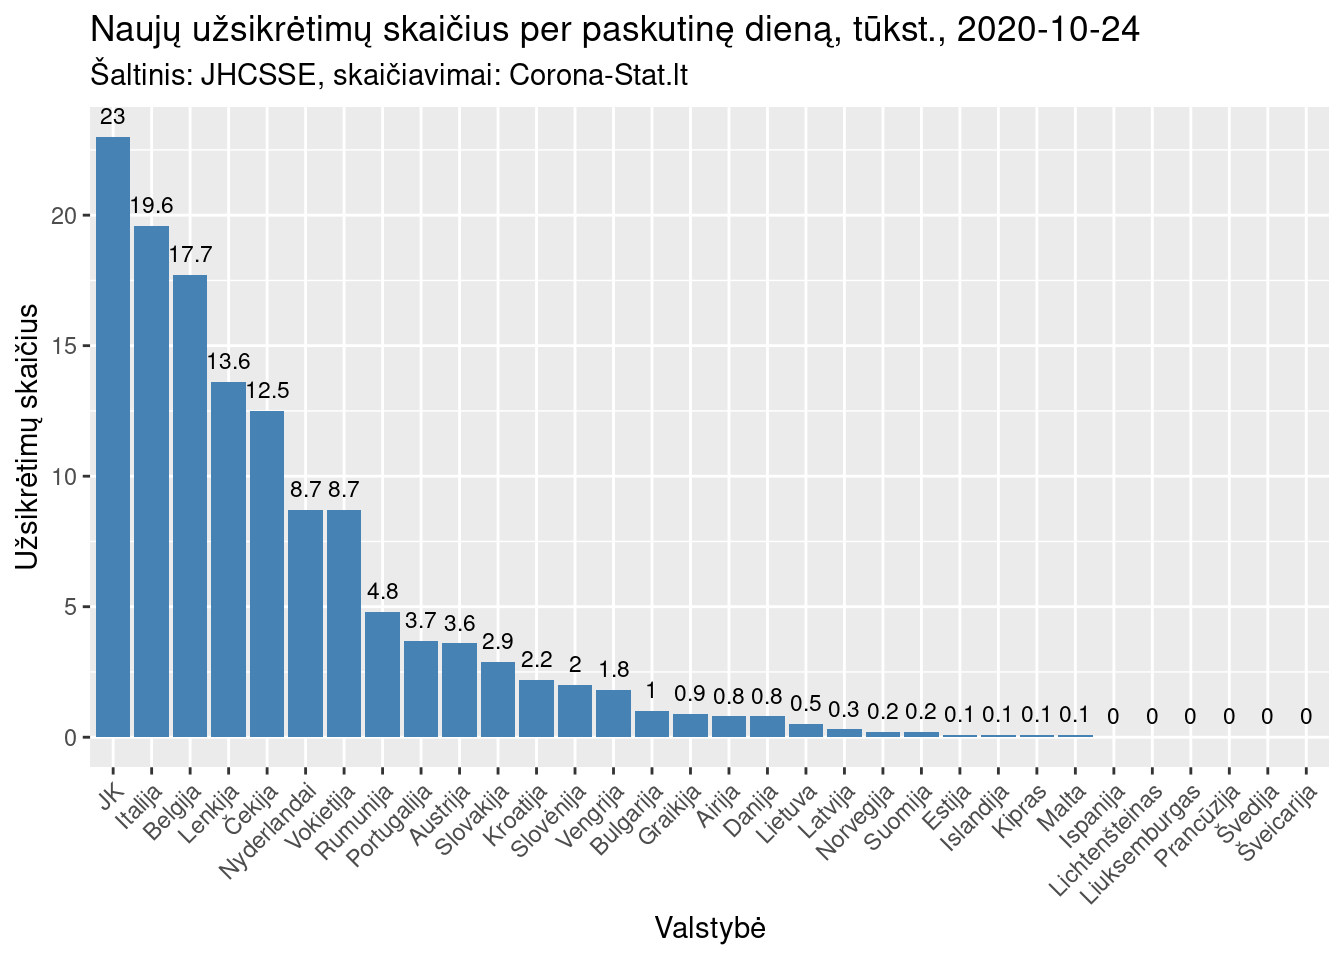 Naujų užsikrėtimų skaičius per paskutinę dieną, tūkst., 2020-10-24
Šaltinis: JHCSSE, skaičiavimai: Corona-Stat.lt
Užsikrėtimų skaičius
20
15
10
5
0
23
19.6
17.7
13.6
12.5
8.7
8.7
4.8
3.7
3.6
2.9
2.2
2
1.8
1
0.9
0.8
0.8
0.5
0.3
0.2
0.2
0.1
0.1
0.1
0.1
0
0
0
0
0
0
JK
Italija
Belgija
Lenkija
Čekija
Nyderlandai
Vokietija
Rumunija
Portugalija
Austrija
Slovakija
Kroatija
Slovėnija
Vengrija
Bulgarija
Graikija
Airija
Danija
Lietuva
Latvija
Norvegija
Suomija
Estija
Islandija
Kipras
Malta
Ispanija
Lichtenšteinas
Liuksemburgas
Prancūzija
Švedija
Šveicarija
Valstybė